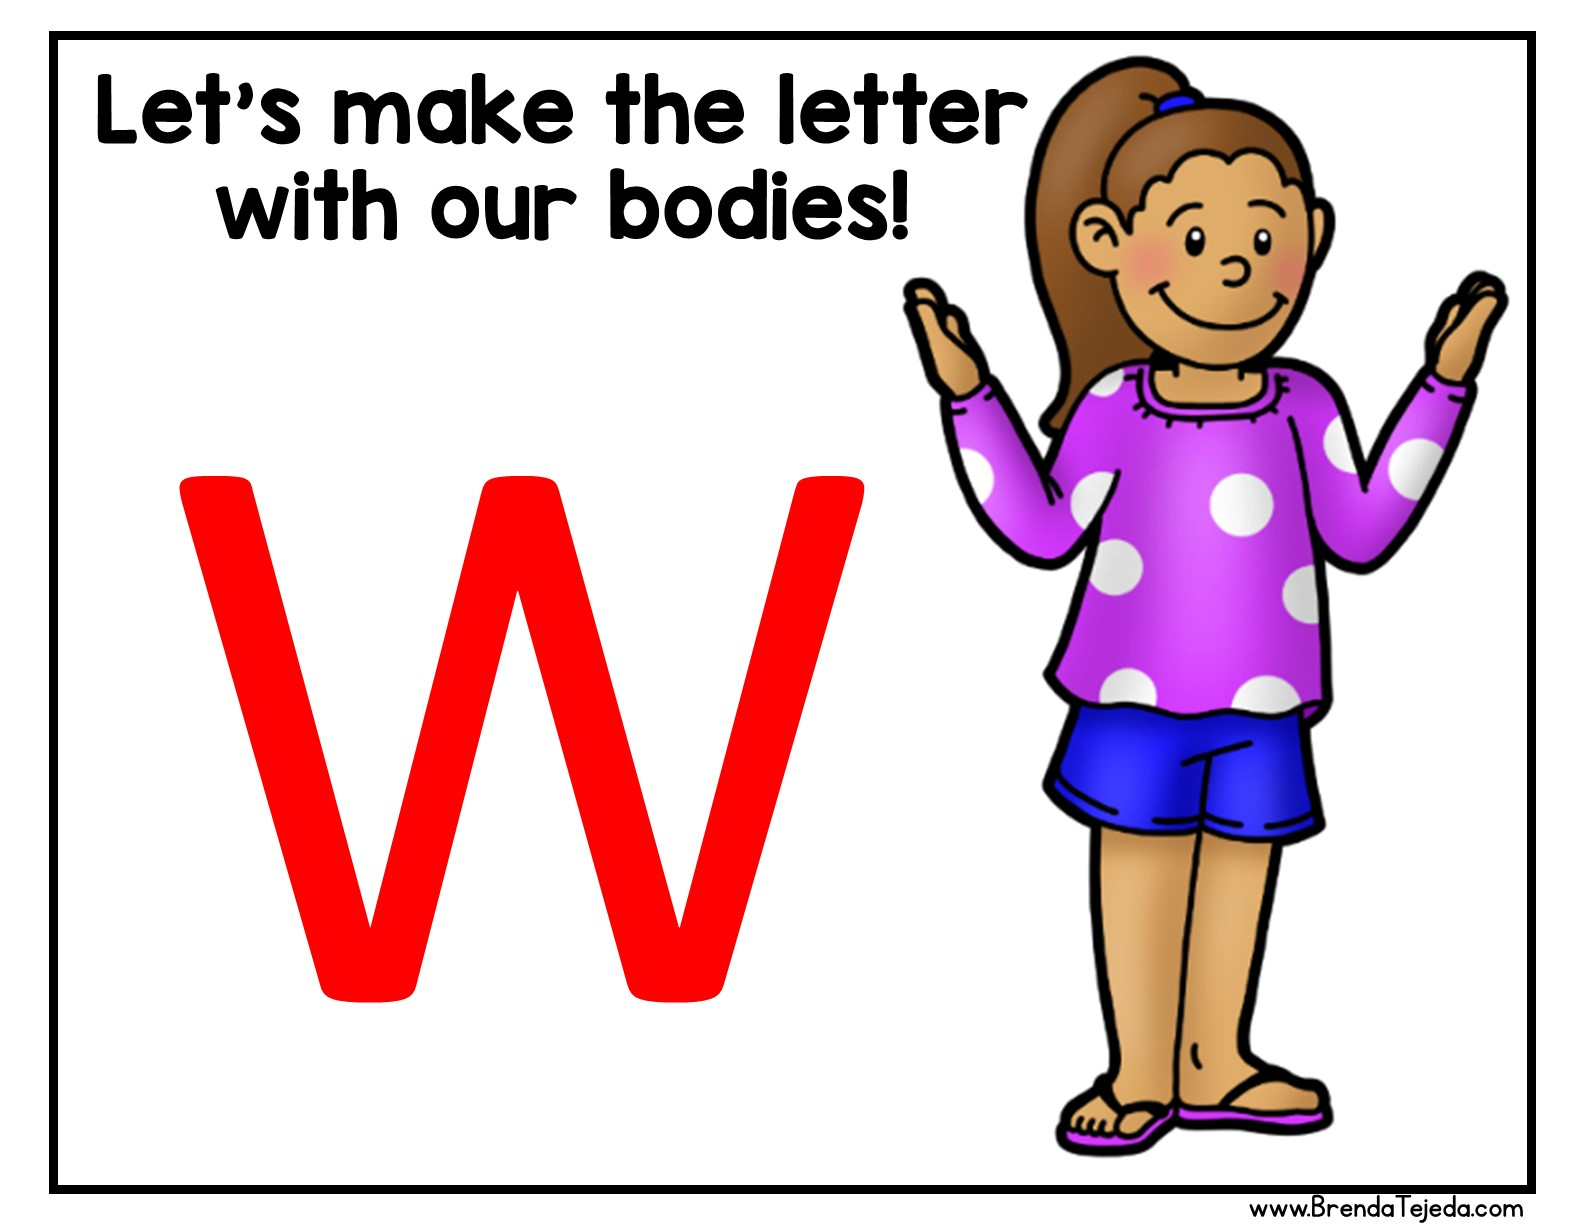 Let's make the letter
with our bodies!
W
www.BrendaTejeda.com